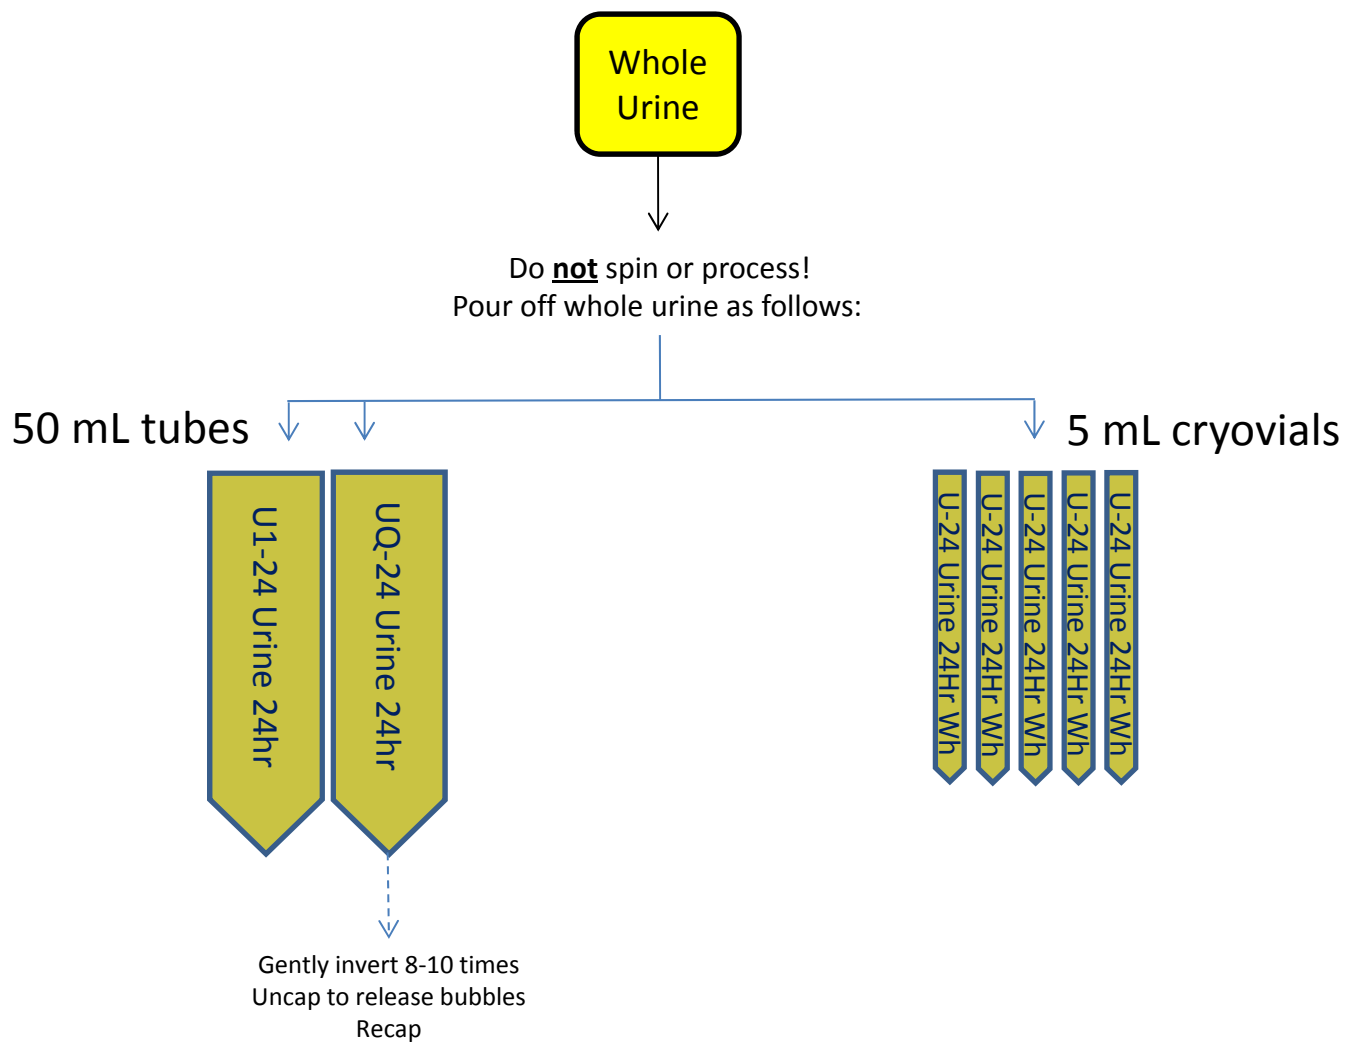 Whole
Urine
Do not spin or process!
Pour off whole urine as follows:
50 mL tubes
5 mL cryovials
U1-24 Urine 24hr
UQ-24 Urine 24hr
U-24 Urine 24Hr Wh
U-24 Urine 24Hr Wh
U-24 Urine 24Hr Wh
U-24 Urine 24Hr Wh
U-24 Urine 24Hr Wh
Gently invert 8-10 times
Uncap to release bubbles
Recap